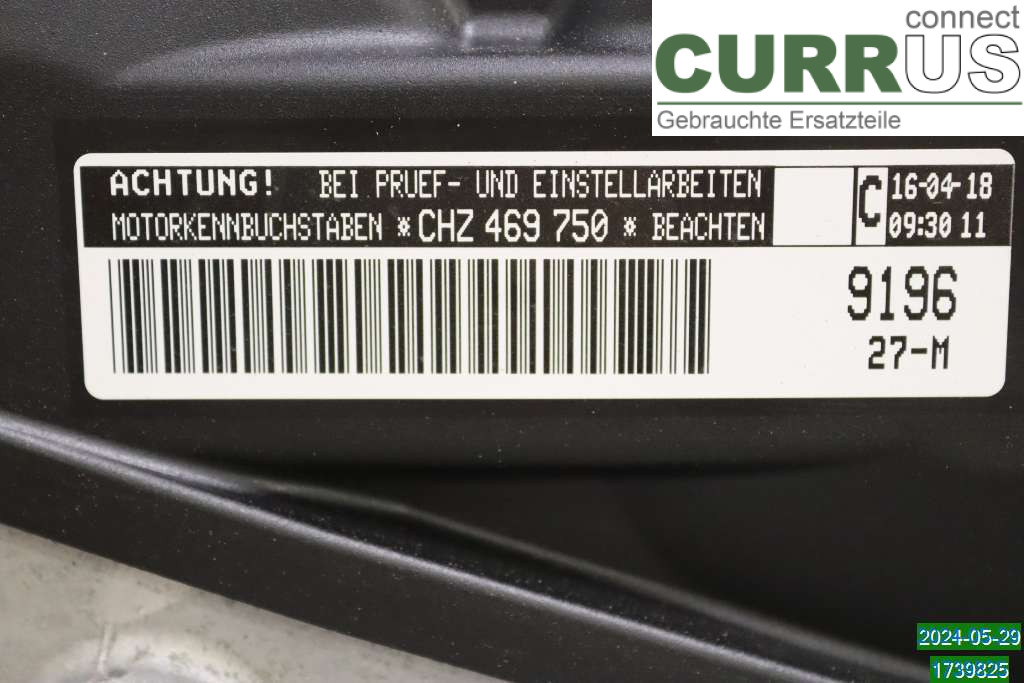 connect
CURRUS
Gebrauchte Ersatzteile
ACHTUNG! BEI PRUEF- UND EINSTELLARBEITEN
MOTORKENNBUCHSTABEN *CHZ 469 750 * BEACHTEN
C
16-04-18
09:30 11
9196
27-M
2024-05-29
1739825